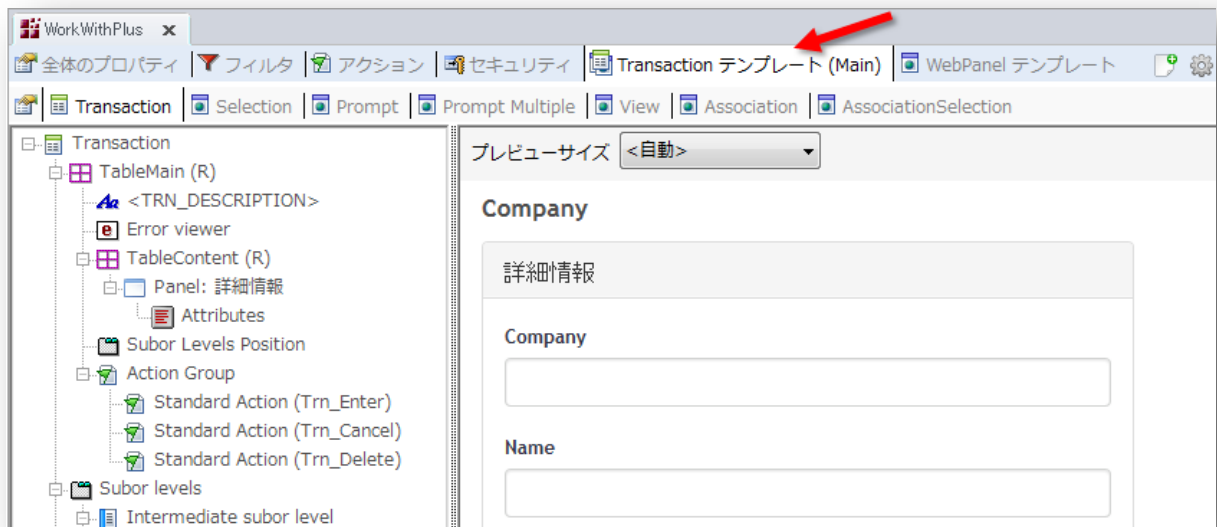 WorkWithPlus x
全体のプロパティ フィルタ アクション セキュリティ Transaction テンプレート (Main) WebPanel テンプレート
Transaction Selection Prompt Prompt Multiple View Association AssociationSelection
Transaction
TableMain (R)
<TRN_DESCRIPTION>
Error viewer
TableContent (R)
Panel: 詳細情報
Attributes
Subor Levels Position
Action Group
Standard Action (Trn_Enter)
Standard Action (Trn_Cancel)
Standard Action (Trn_Delete)
Subor levels
Intermediate subor level
プレビューサイズ <自動>
Company
詳細情報
Company
Name